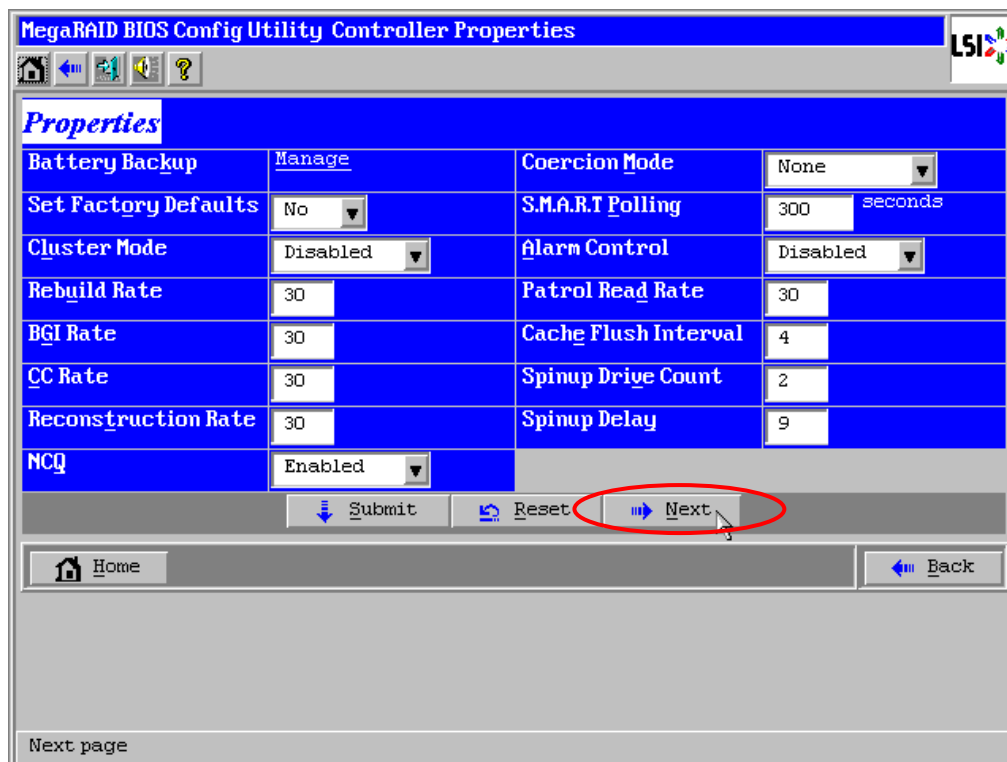 MegaRAID BIOS Config Utility Controller Properties
LSI
Properties
Battery Backup Manage Coercion Mode None
Set Factory Defaults No S.M.A.R.T Polling 300 seconds
Cluster Mode Disabled Alarm Control Disabled
Rebuild Rate 30 Patrol Read Rate 30
BGI Rate 30 Cache Flush Interval 4
CC Rate 30 Spinup Drive Count 2
Reconstruction Rate 30 Spinup Delay 9
NCQ Enabled
Submit Reset Next
Home Back
Next page